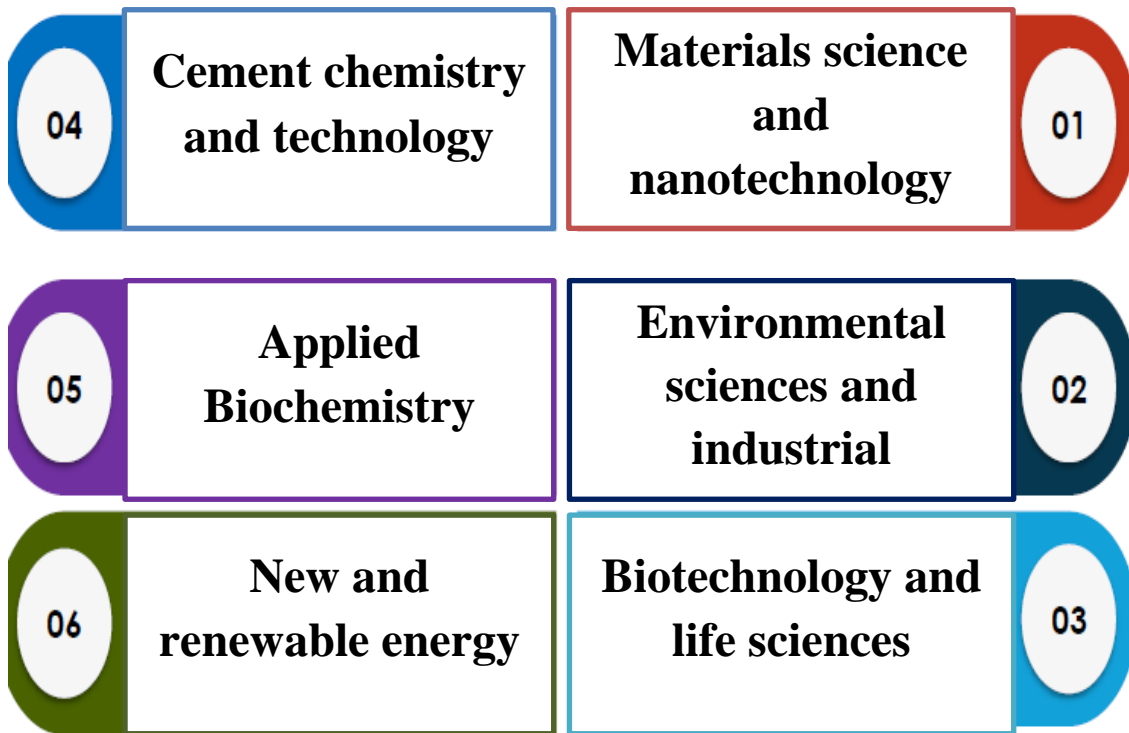 04
Cement chemistry
and technology
Materials science
and
nanotechnology
01
05
Applied
Biochemistry
Environmental
sciences and
industrial
02
06
New and
renewable energy
Biotechnology and
life sciences
03